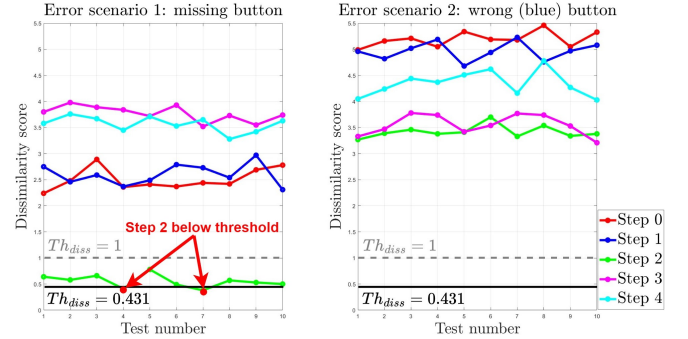 Error scenario 1: missing button
Error scenario 2: wrong (blue) button
Dissimilarity score
5.5
5
4.5
4
3.5
3
2.5
2
1.5
1
0.5
0
Step 2 below threshold
Th_diss = 1
Th_diss = 0.431
1 2 3 4 5 6 7 8 9 10
Test number
Dissimilarity score
5.5
5
4.5
4
3.5
3
2.5
2
1.5
1
0.5
0
Th_diss = 1
Th_diss = 0.431
1 2 3 4 5 6 7 8 9 10
Test number
Step 0
Step 1
Step 2
Step 3
Step 4